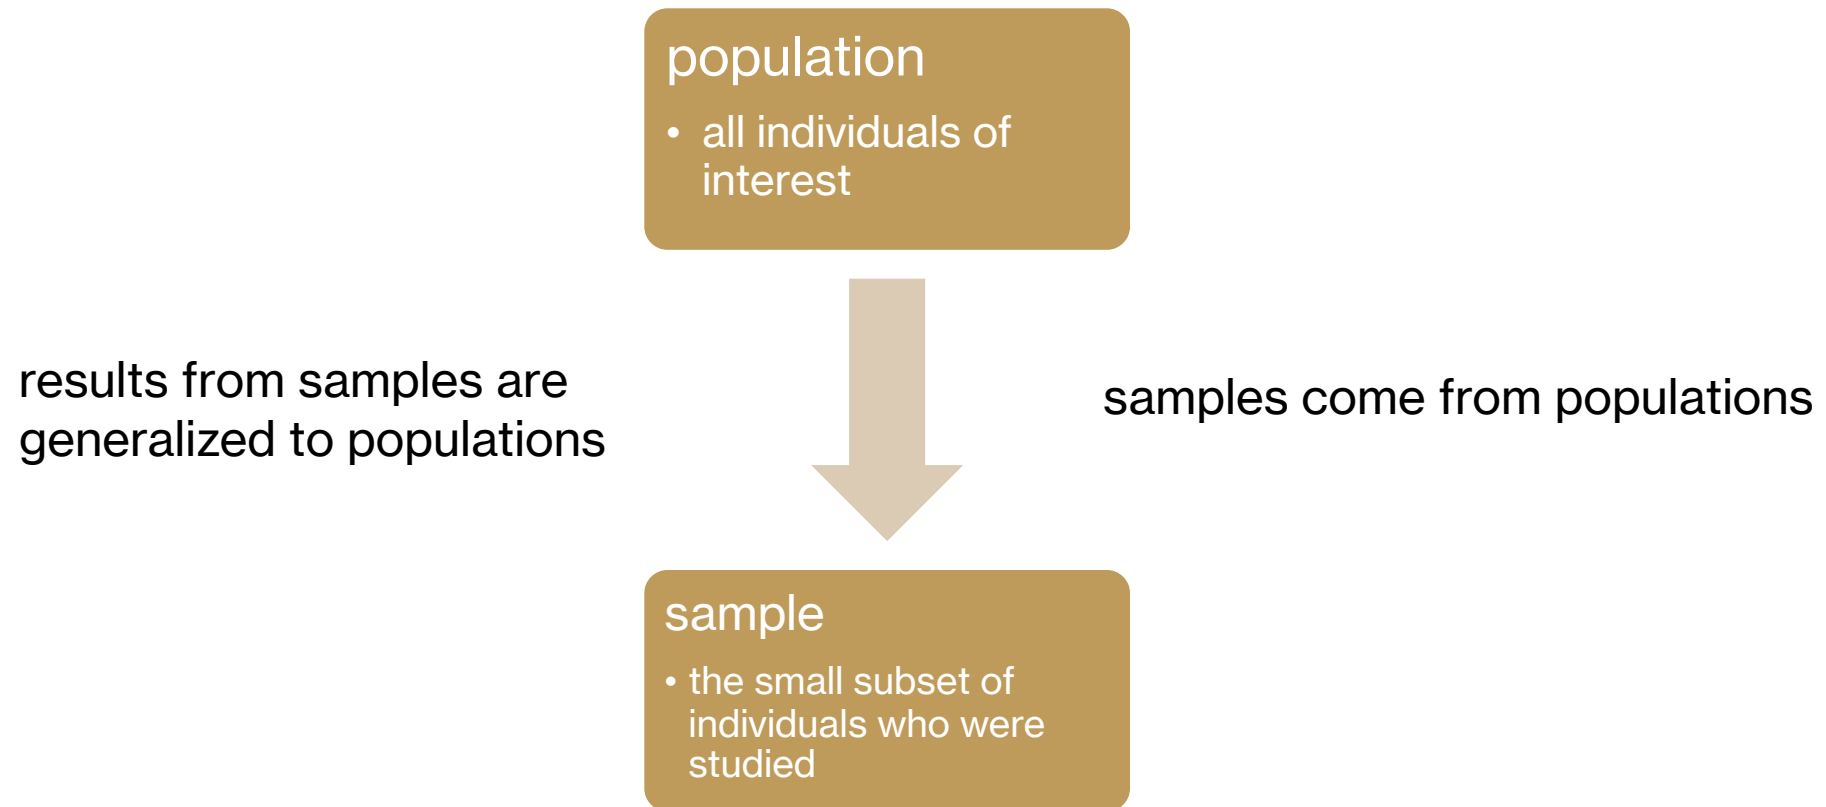 population
• all individuals of
interest
results from samples are
generalized to populations
samples come from populations
sample
• the small subset of
individuals who were
studied